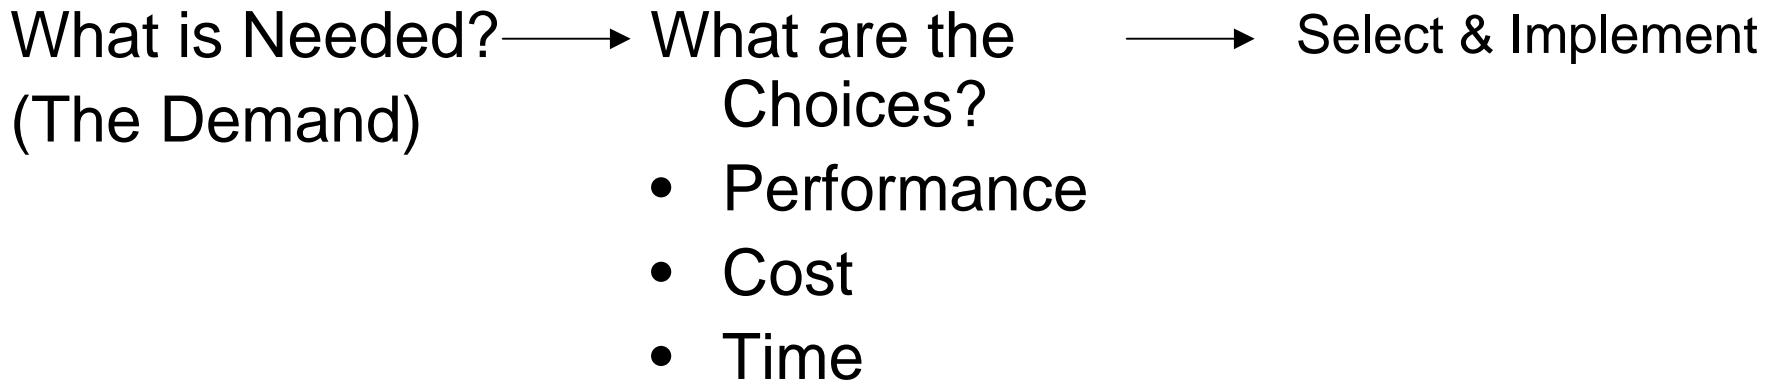 What is Needed?
(The Demand)
What are the
Choices?
• Performance
• Cost
• Time
Select & Implement